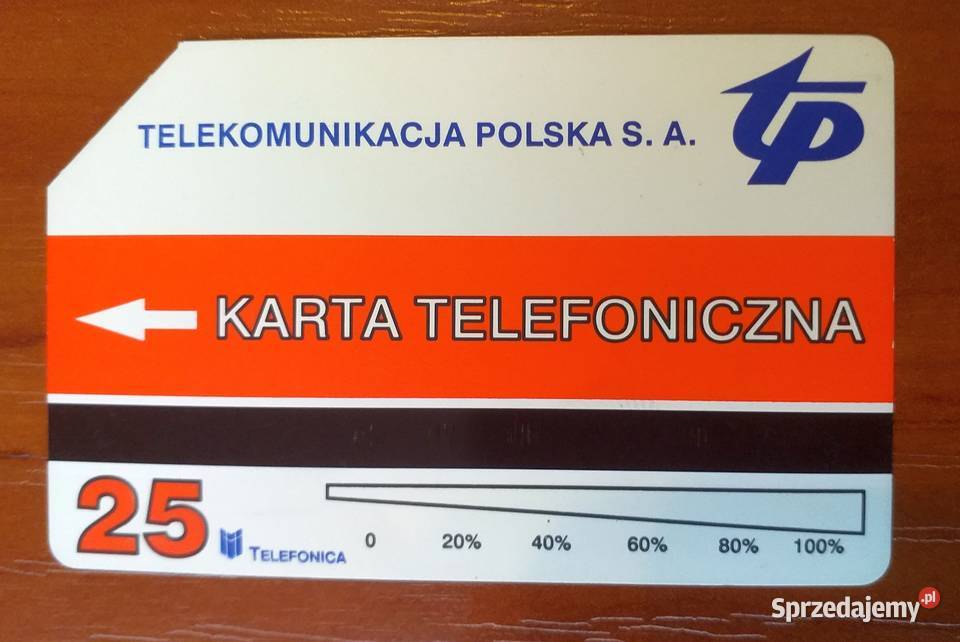 TELEKOMUNIKACJA POLSKA S. A.
tp
KARTA TELEFONICZNA
25
TELEFONICA
0 20% 40% 60% 80% 100%
Sprzedajemy.pl